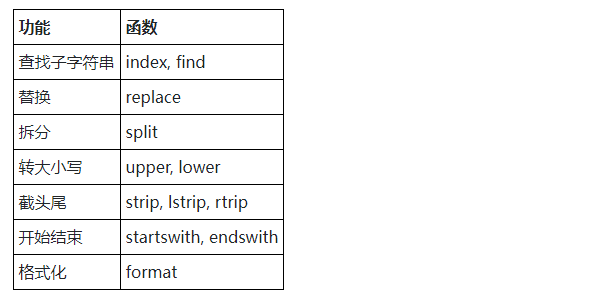 功能 函数
查找子字符串 index, find
替换 replace
拆分 split
转大小写 upper, lower
截头尾 strip, lstrip, rtrip
开始结束 startswith, endswith
格式化 format